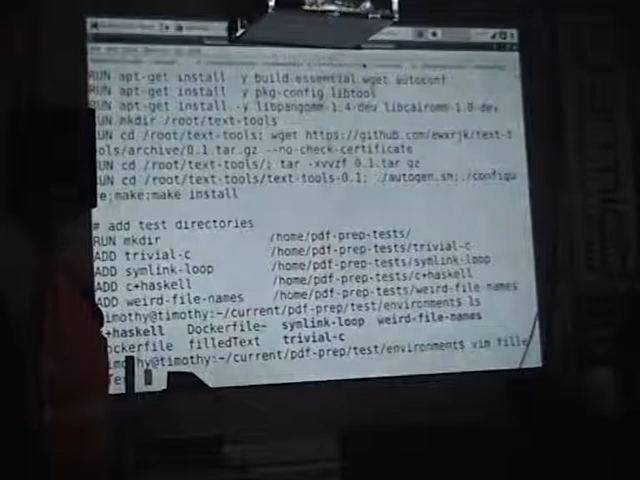 RUN apt-get install -y build-essential wget autoconf
RUN apt-get install -y pkg-config libtool
RUN apt-get install -y libpangomm-1.4-dev libcairomm-1.0-dev
RUN mkdir /root/text-tools
RUN cd /root/text-tools; wget https://github.com/ewxrjk/text-t
ools/archive/0.1.tar.gz --no-check-certificate
RUN cd /root/text-tools/; tar -xvvzf 0.1.tar.gz
RUN cd /root/text-tools/text-tools-0.1; ./autogen.sh;./configu
re;make;make install
# add test directories
RUN mkdir /home/pdf-prep-tests/
ADD trivial-c /home/pdf-prep-tests/trivial-c
ADD symlink-loop /home/pdf-prep-tests/symlink-loop
ADD c+haskell /home/pdf-prep-tests/c+haskell
ADD weird-file-names /home/pdf-prep-tests/weird-file-names
timothy@timothy:~/current/pdf-prep/test/environment$ ls
c+haskell Dockerfile~ symlink-loop weird-file-names
Dockerfile filledText trivial-c
timothy@timothy:~/current/pdf-prep/test/environment$ vim fille
dTex